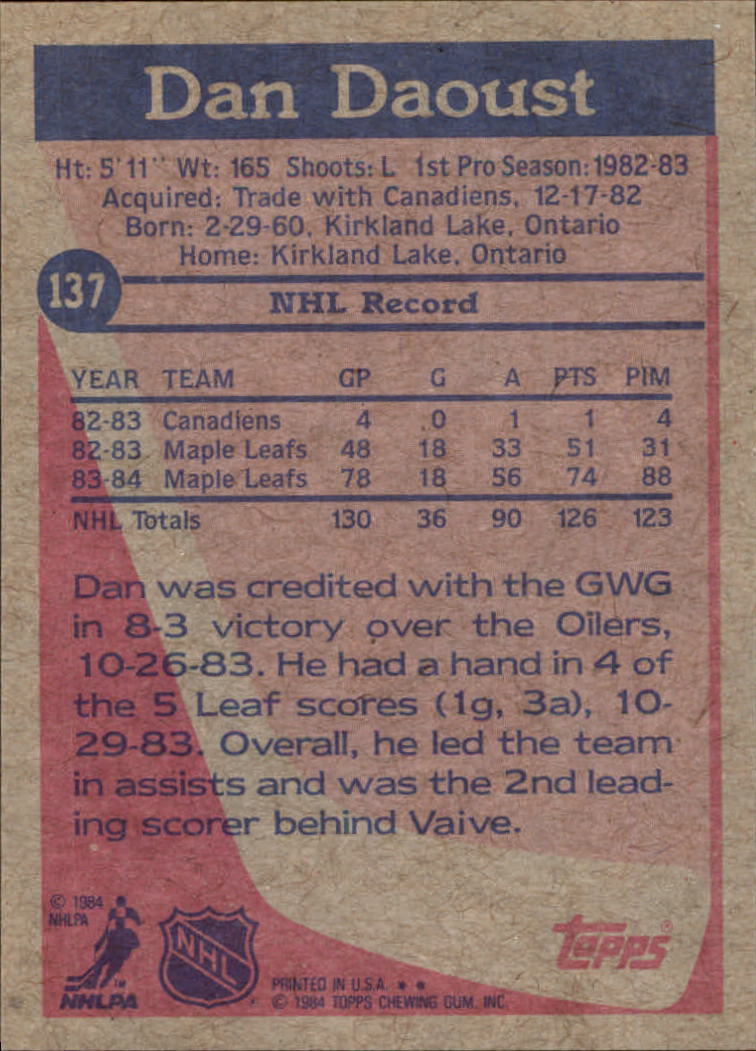 Dan Daoust
Ht: 5'11" Wt: 165 Shoots: L 1st Pro Season: 1982-83
Acquired: Trade with Canadiens, 12-17-82
Born: 2-29-60, Kirkland Lake, Ontario
Home: Kirkland Lake, Ontario
137
NHL Record
YEAR TEAM GP G A PTS PIM
82-83 Canadiens 4 0 1 1 4
82-83 Maple Leafs 48 18 33 51 31
83-84 Maple Leafs 78 18 56 74 88
NHL Totals 130 36 90 126 123
Dan was credited with the GWG
in 8-3 victory over the Oilers,
10-26-83. He had a hand in 4 of
the 5 Leaf scores (1g, 3a), 10-
29-83. Overall, he led the team
in assists and was the 2nd lead-
ing scorer behind Vaive.
© 1984
NHLPA
TM
NHLPA
NHL
topps®
PRINTED IN U.S.A. * *
© 1984 TOPPS CHEWING GUM, INC.